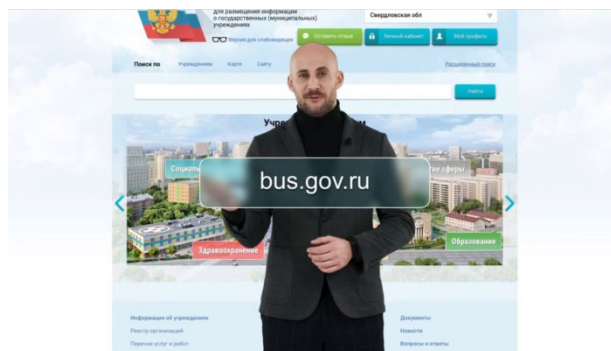 для размещения информации
о государственных (муниципальных)
учреждениях
Свердловская обл
Версия для слабовидящих
Оставить отзыв
Личный кабинет
Мой профиль
Поиск по
Учреждениям
Карте
Сайту
Расширенный поиск
Найти
bus.gov.ru
Здравоохранение
Образование
Информация об учреждениях
Реестр организаций
Перечни услуг и работ
Документы
Новости
Вопросы и ответы